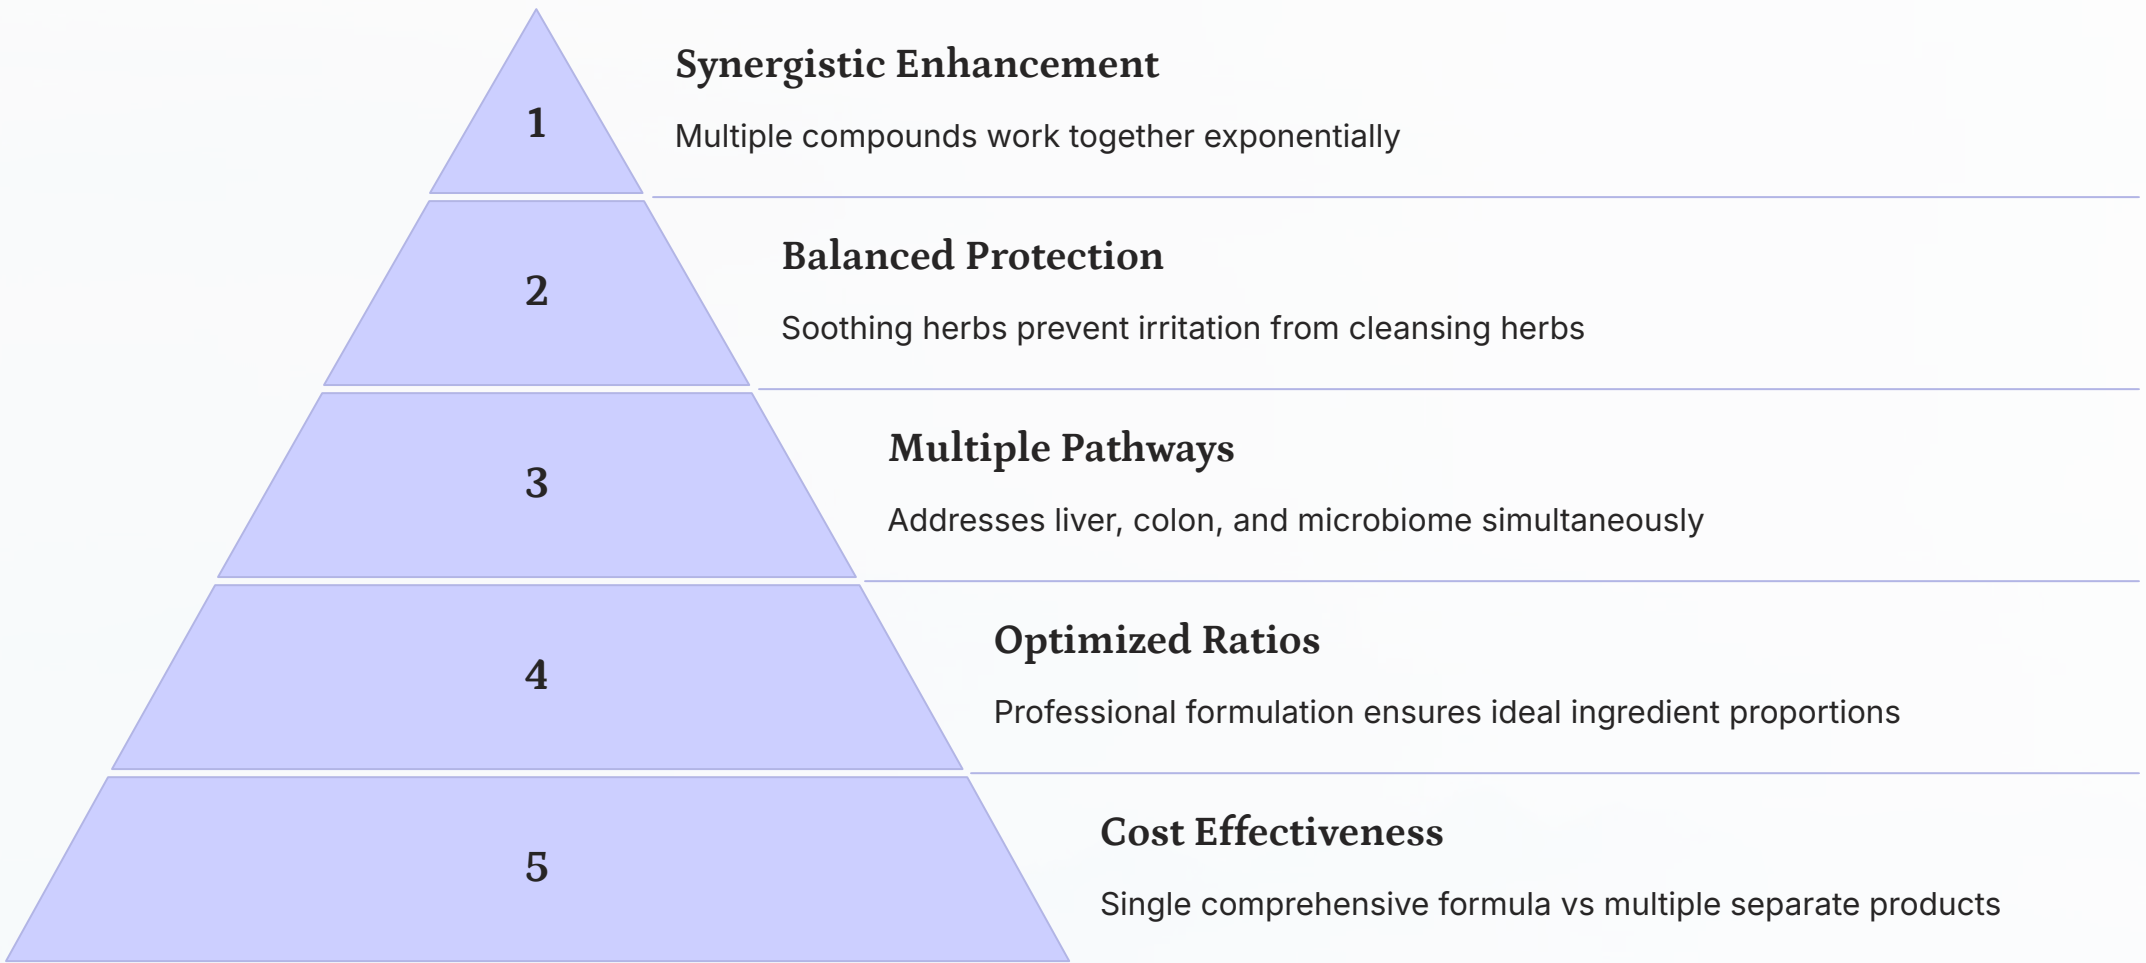 1
Synergistic Enhancement
Multiple compounds work together exponentially
2
Balanced Protection
Soothing herbs prevent irritation from cleansing herbs
3
Multiple Pathways
Addresses liver, colon, and microbiome simultaneously
4
Optimized Ratios
Professional formulation ensures ideal ingredient proportions
5
Cost Effectiveness
Single comprehensive formula vs multiple separate products